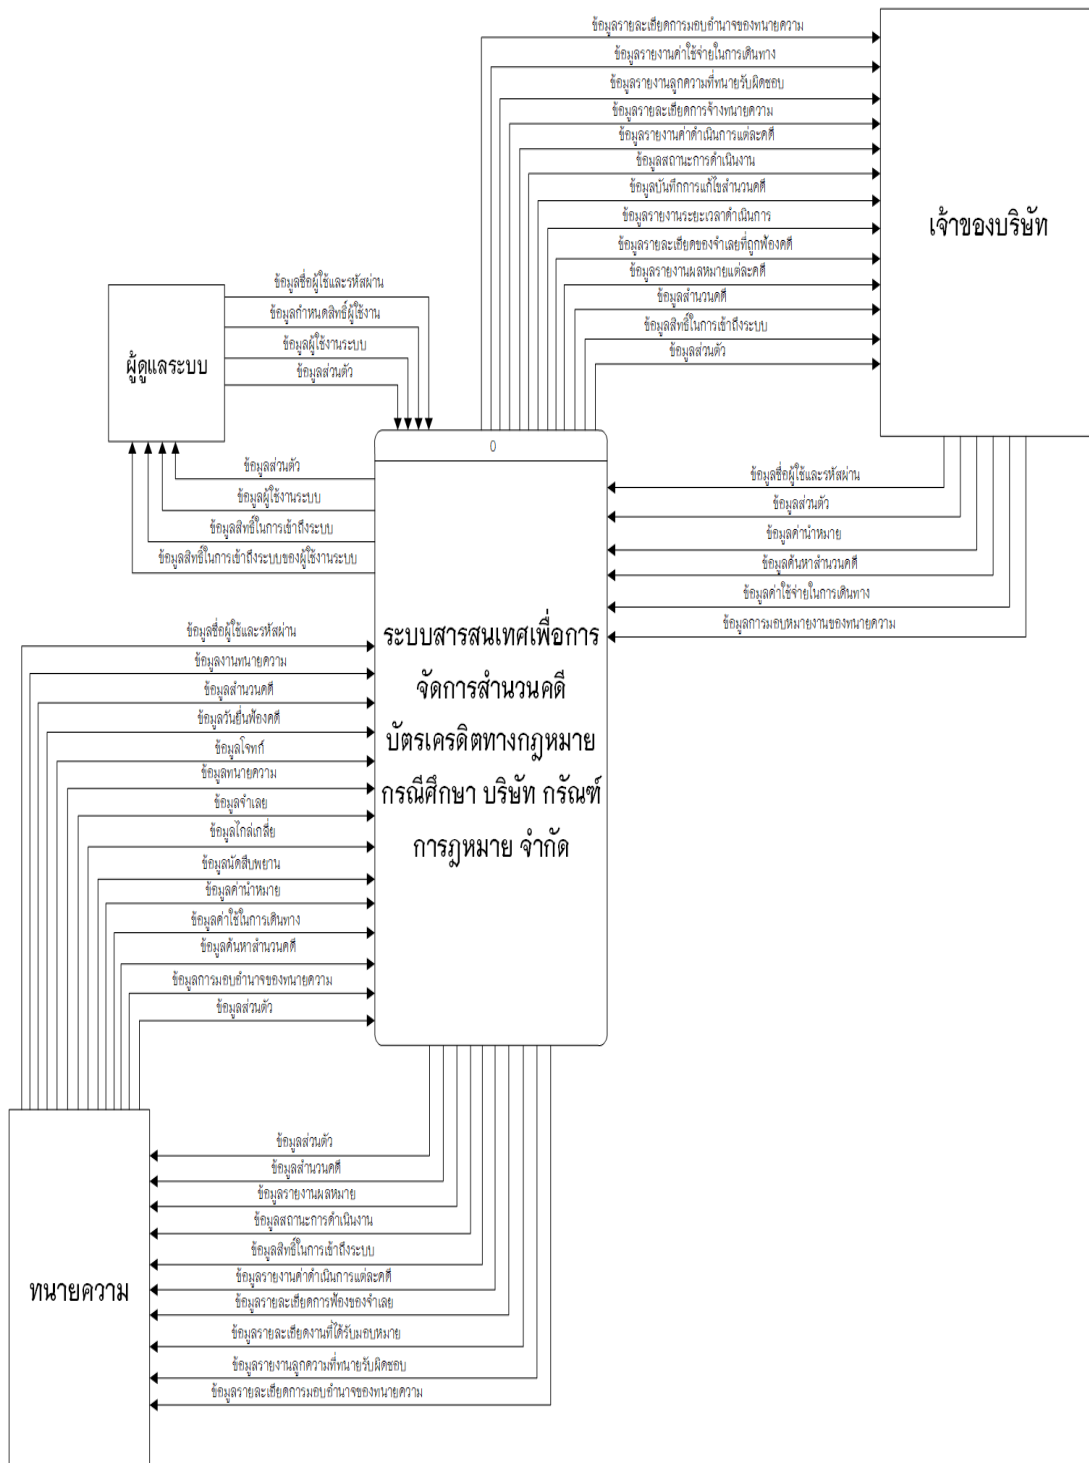 ข้อมูลรายละเอียดการมอบอำนาจของทนายความ
ข้อมูลรายงานค่าใช้จ่ายในการเดินทาง
ข้อมูลรายงานลูกความที่ทนายรับผิดชอบ
ข้อมูลรายละเอียดการจ้างทนายความ
ข้อมูลรายงานค่าดำเนินการแต่ละคดี
ข้อมูลสถานะการดำเนินงาน
ข้อมูลบันทึกการแก้ไขสำนวนคดี
ข้อมูลรายงานระยะเวลาดำเนินการ
ข้อมูลรายละเอียดของจำเลยที่ถูกฟ้องคดี
ข้อมูลรายงานผลหมายแต่ละคดี
ข้อมูลสำนวนคดี
ข้อมูลสิทธิ์ในการเข้าถึงระบบ
ข้อมูลส่วนตัว
เจ้าของบริษัท
ข้อมูลชื่อผู้ใช้และรหัสผ่าน
ข้อมูลกำหนดสิทธิ์ผู้ใช้งาน
ข้อมูลผู้ใช้งานระบบ
ข้อมูลส่วนตัว
ผู้ดูแลระบบ
ข้อมูลส่วนตัว
ข้อมูลผู้ใช้งานระบบ
ข้อมูลสิทธิ์ในการเข้าถึงระบบ
ข้อมูลสิทธิ์ในการเข้าถึงระบบของผู้ใช้งานระบบ
0
ข้อมูลชื่อผู้ใช้และรหัสผ่าน
ข้อมูลส่วนตัว
ข้อมูลค่านำหมาย
ข้อมูลค้นหาสำนวนคดี
ข้อมูลค่าใช้จ่ายในการเดินทาง
ข้อมูลการมอบหมายงานของทนายความ
ระบบสารสนเทศเพื่อการ
จัดการสำนวนคดี
บัตรเครดิตทางกฎหมาย
กรณีศึกษา บริษัท กรัณฑ์
การฎหมาย จำกัด
ข้อมูลชื่อผู้ใช้และรหัสผ่าน
ข้อมูลงานทนายความ
ข้อมูลสำนวนคดี
ข้อมูลวันยื่นฟ้องคดี
ข้อมูลโจทก์
ข้อมูลทนายความ
ข้อมูลจำเลย
ข้อมูลไกล่เกลี่ย
ข้อมูลนัดสืบพยาน
ข้อมูลค่านำหมาย
ข้อมูลค่าใช้ในการเดินทาง
ข้อมูลค้นหาสำนวนคดี
ข้อมูลการมอบอำนาจของทนายความ
ข้อมูลส่วนตัว
ทนายความ
ข้อมูลส่วนตัว
ข้อมูลสำนวนคดี
ข้อมูลรายงานผลหมาย
ข้อมูลสถานะการดำเนินงาน
ข้อมูลสิทธิ์ในการเข้าถึงระบบ
ข้อมูลรายงานค่าดำเนินการแต่ละคดี
ข้อมูลรายละเอียดการฟ้องของจำเลย
ข้อมูลรายละเอียดงานที่ได้รับมอบหมาย
ข้อมูลรายงานลูกความที่ทนายรับผิดชอบ
ข้อมูลรายละเอียดการมอบอำนาจของทนายความ